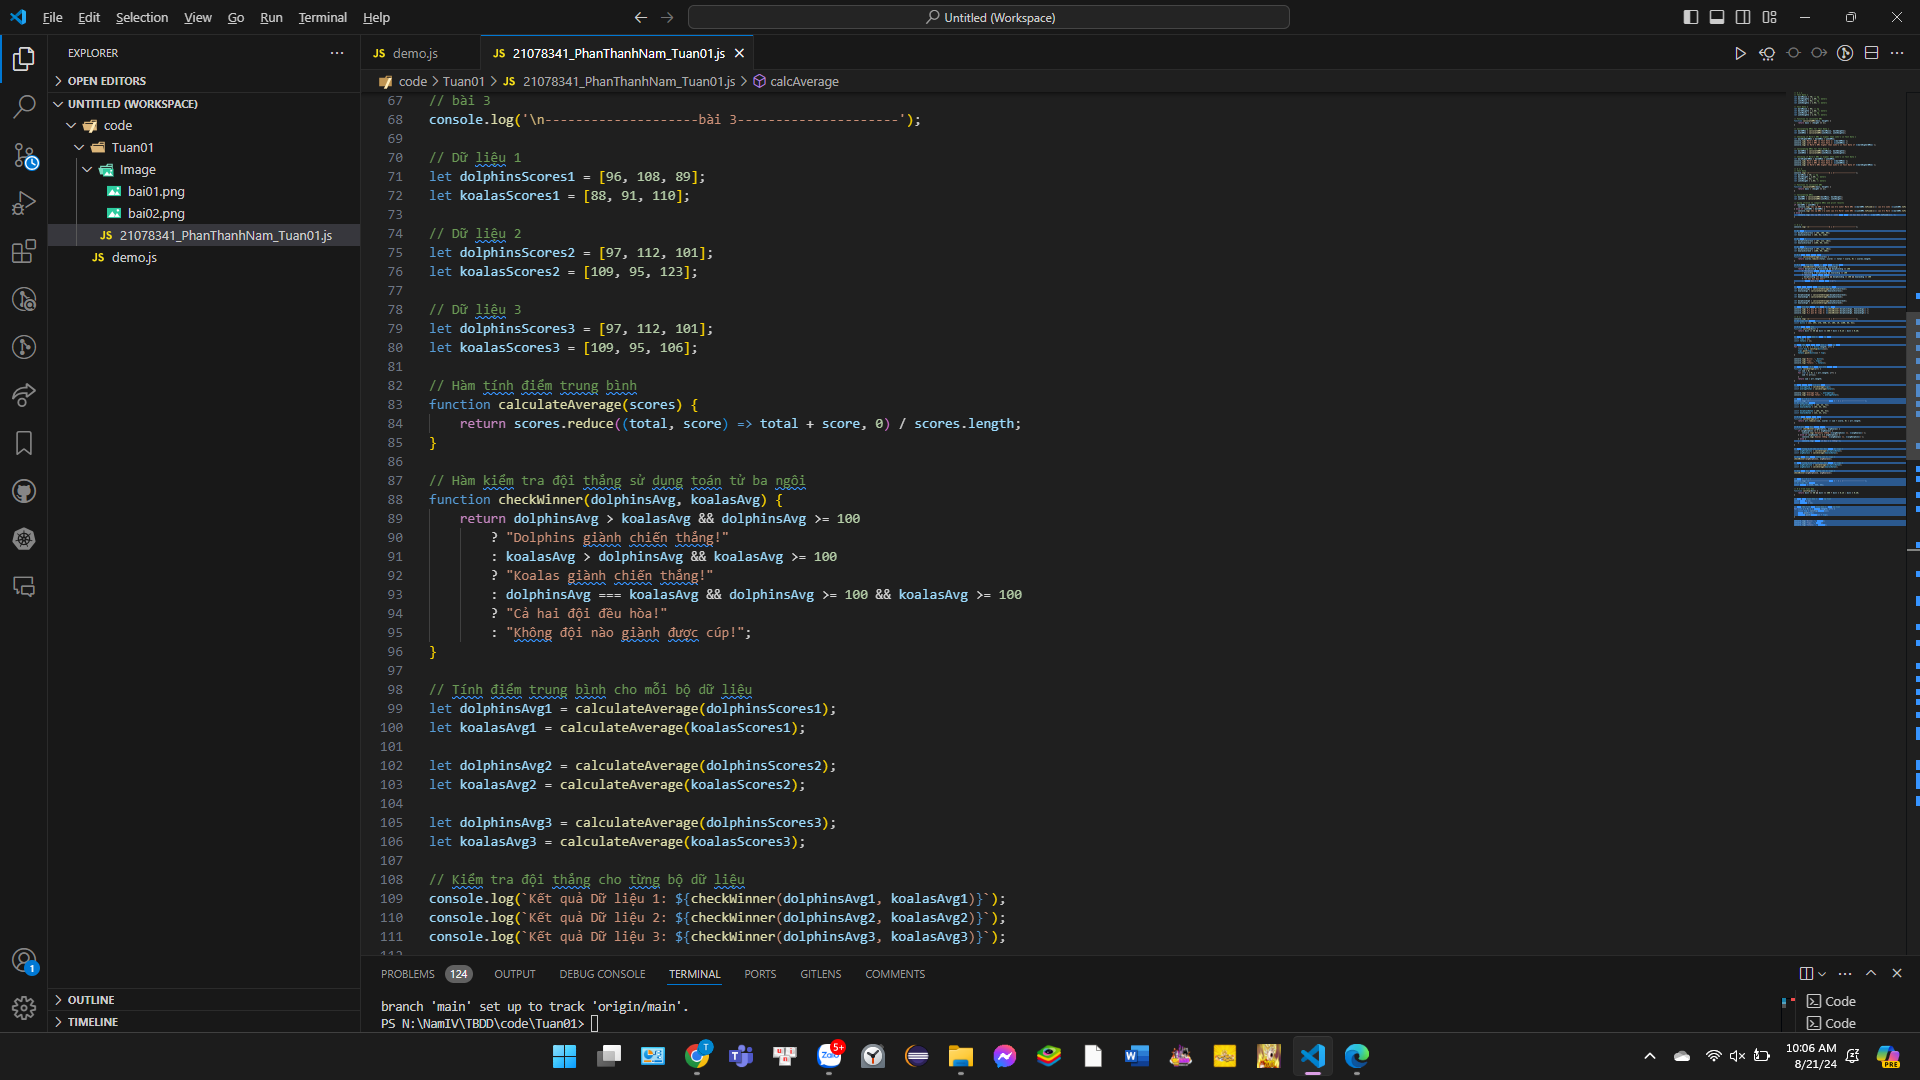 File Edit Selection View Go Run Terminal Help
Untitled (Workspace)
EXPLORER
OPEN EDITORS
UNTITLED (WORKSPACE)
code
Tuan01
Image
bai01.png
bai02.png
JS 21078341_PhanThanhNam_Tuan01.js
JS demo.js
OUTLINE
TIMELINE
1
JS demo.js
JS 21078341_PhanThanhNam_Tuan01.js
code > Tuan01 > JS 21078341_PhanThanhNam_Tuan01.js > calcAverage
67 // bài 3
68 console.log('\n--------------------bài 3---------------------');
69
70 // Dữ liệu 1
71 let dolphinsScores1 = [96, 108, 89];
72 let koalasScores1 = [88, 91, 110];
73
74 // Dữ liệu 2
75 let dolphinsScores2 = [97, 112, 101];
76 let koalasScores2 = [109, 95, 123];
77
78 // Dữ liệu 3
79 let dolphinsScores3 = [97, 112, 101];
80 let koalasScores3 = [109, 95, 106];
81
82 // Hàm tính điểm trung bình
83 function calculateAverage(scores) {
84 return scores.reduce((total, score) => total + score, 0) / scores.length;
85 }
86
87 // Hàm kiểm tra đội thắng sử dụng toán tử ba ngôi
88 function checkWinner(dolphinsAvg, koalasAvg) {
89 return dolphinsAvg > koalasAvg && dolphinsAvg >= 100
90 ? "Dolphins giành chiến thắng!"
91 : koalasAvg > dolphinsAvg && koalasAvg >= 100
92 ? "Koalas giành chiến thắng!"
93 : dolphinsAvg === koalasAvg && dolphinsAvg >= 100 && koalasAvg >= 100
94 ? "Cả hai đội đều hòa!"
95 : "Không đội nào giành được cúp!";
96 }
97
98 // Tính điểm trung bình cho mỗi bộ dữ liệu
99 let dolphinsAvg1 = calculateAverage(dolphinsScores1);
100 let koalasAvg1 = calculateAverage(koalasScores1);
101
102 let dolphinsAvg2 = calculateAverage(dolphinsScores2);
103 let koalasAvg2 = calculateAverage(koalasScores2);
104
105 let dolphinsAvg3 = calculateAverage(dolphinsScores3);
106 let koalasAvg3 = calculateAverage(koalasScores3);
107
108 // Kiểm tra đội thắng cho từng bộ dữ liệu
109 console.log(`Kết quả Dữ liệu 1: ${checkWinner(dolphinsAvg1, koalasAvg1)}`);
110 console.log(`Kết quả Dữ liệu 2: ${checkWinner(dolphinsAvg2, koalasAvg2)}`);
111 console.log(`Kết quả Dữ liệu 3: ${checkWinner(dolphinsAvg3, koalasAvg3)}`);
112
PROBLEMS 124 OUTPUT DEBUG CONSOLE TERMINAL PORTS GITLENS COMMENTS
branch 'main' set up to track 'origin/main'.
PS N:\NamIV\TBDD\code\Tuan01>
Code
Code
T
Zalo
5+
10:06 AM
8/21/24
PRE